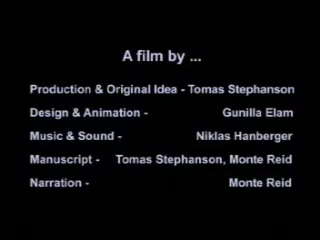 A film by ...
Production & Original Idea - Tomas Stephanson
Design & Animation - Gunilla Elam
Music & Sound - Niklas Hanberger
Manuscript - Tomas Stephanson, Monte Reid
Narration - Monte Reid